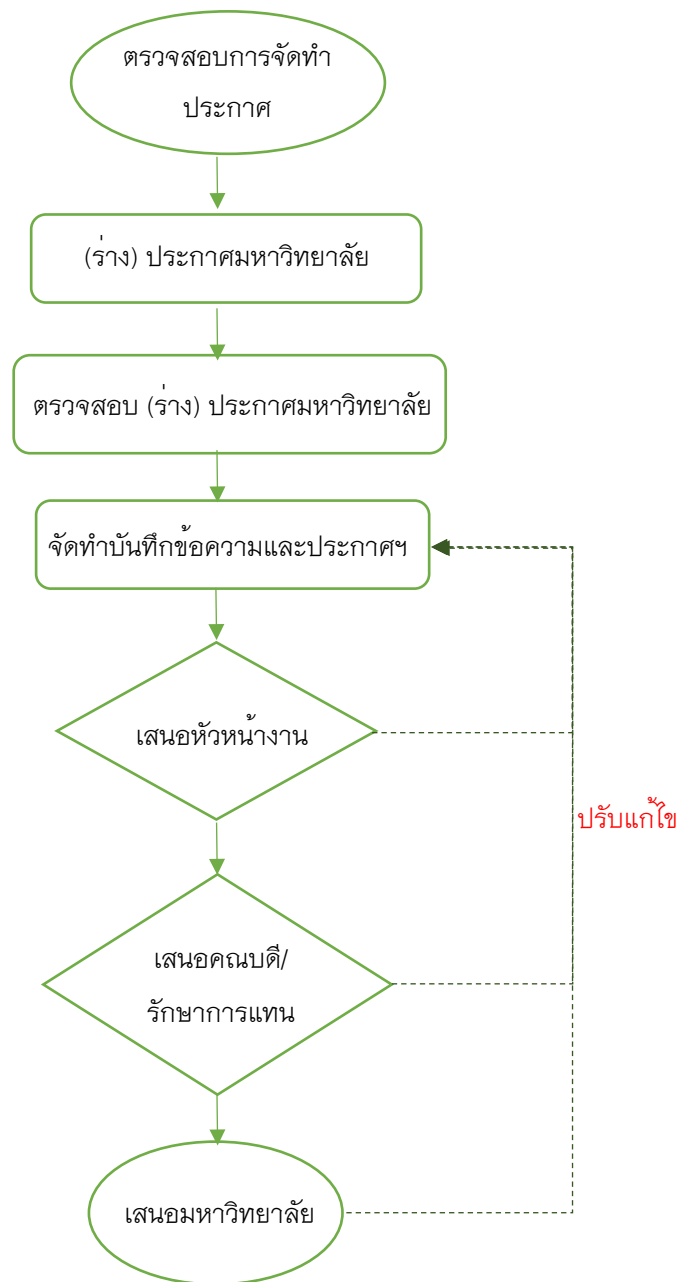 ตรวจสอบการจัดทำ
ประกาศ
(ร่าง) ประกาศมหาวิทยาลัย
ตรวจสอบ (ร่าง) ประกาศมหาวิทยาลัย
จัดทำบันทึกข้อความและประกาศฯ
เสนอหัวหน้างาน
ปรับแก้ไข
เสนอคณบดี/
รักษาการแทน
เสนอมหาวิทยาลัย